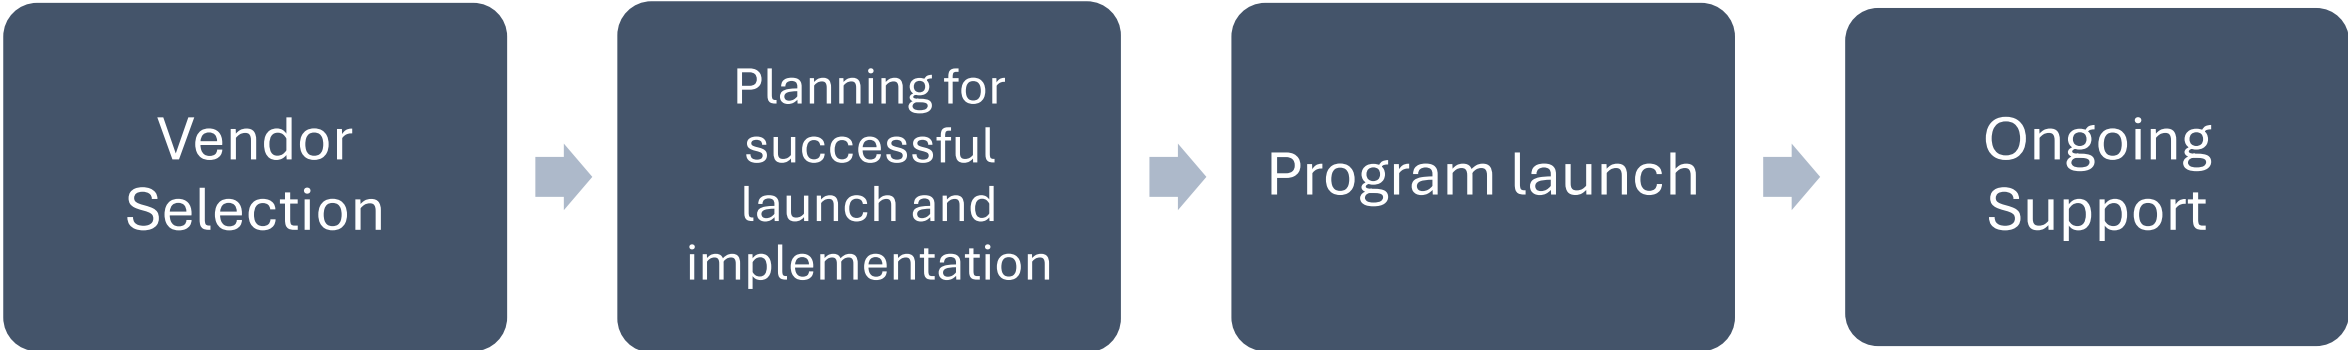 Vendor
Selection
Planning for
successful
launch and
implementation
Program launch
Ongoing
Support